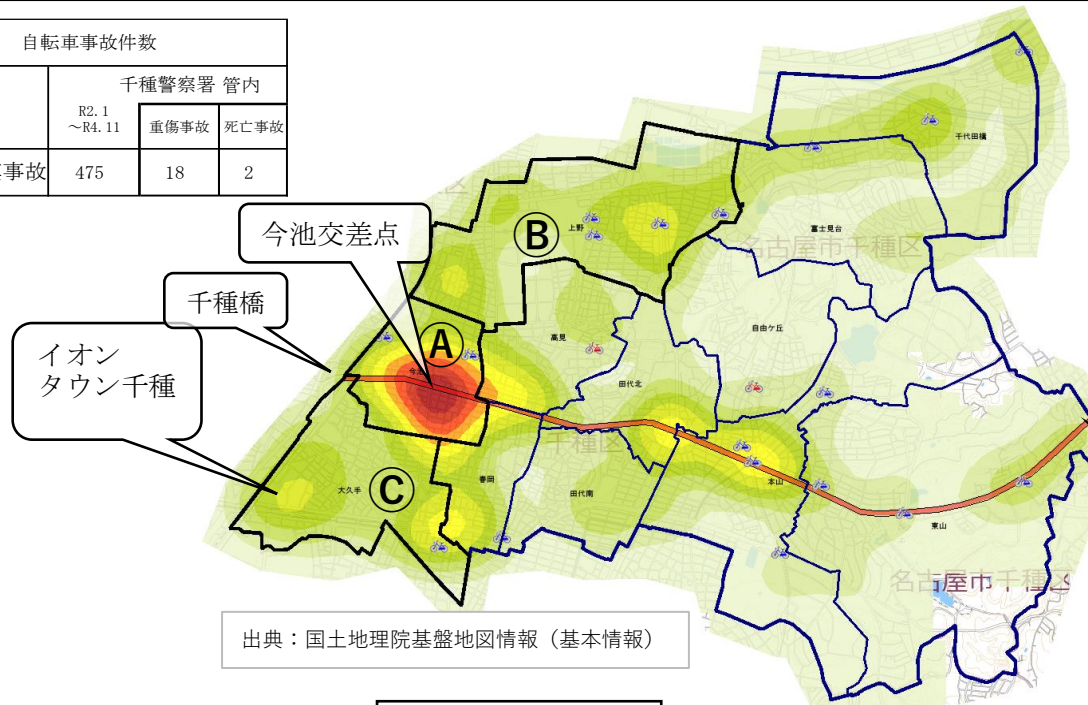 自転車事故件数
千種警察署 管内
R2.1
～R4.11
重傷事故
死亡事故
事故
475
18
2
今池交差点
千種橋
イオン
タウン千種
A
B
C
上野
千代田橋
富士見台
名古屋市千種区
自由ケ丘
高見
田代北
今池
千種区
大久手
春岡
田代南
本山
東山
名古屋市千種区
出典：国土地理院基盤地図情報（基本情報）